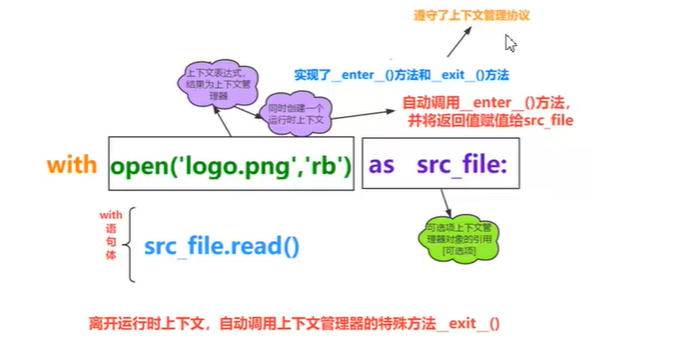 遵守了上下文管理协议
上下文表达式,
结果为上下文管
理器
实现了__enter__()方法和__exit__()方法
同时创建一个
运行时上下文
自动调用__enter__()方法,
并将返回值赋值给src_file
with open('logo.png','rb') as src_file:
with
语
句
体
src_file.read()
可选项上下文管
理器对象的引用
[可选项]
离开运行时上下文，自动调用上下文管理器的特殊方法__exit__()